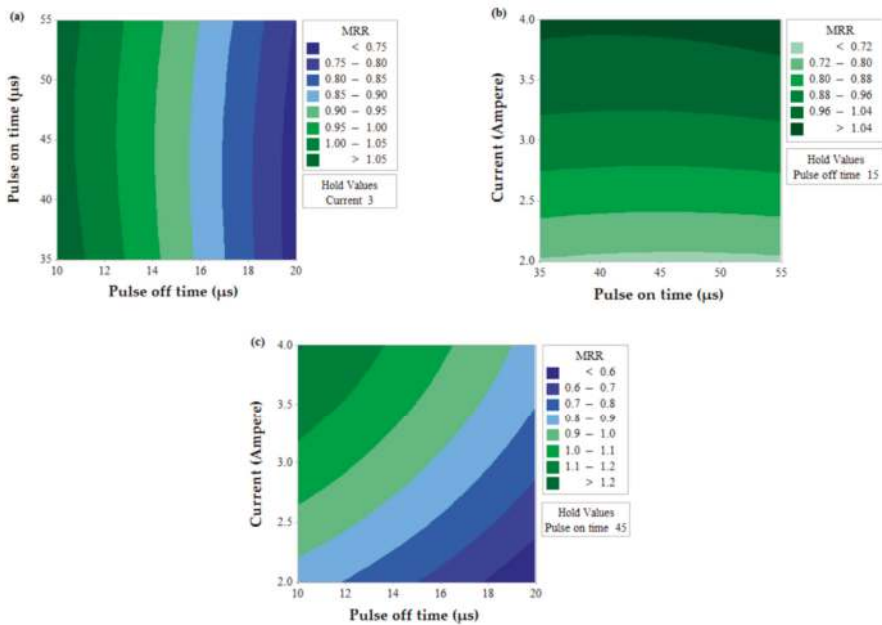 (a)
55
50
45
40
35
Pulse on time (µs)
10 12 14 16 18 20
Pulse off time (µs)
MRR
< 0.75
0.75 – 0.80
0.80 – 0.85
0.85 – 0.90
0.90 – 0.95
0.95 – 1.00
1.00 – 1.05
> 1.05
Hold Values
Current 3
(b)
4.0
3.5
3.0
2.5
2.0
Current (Ampere)
35 40 45 50 55
Pulse on time (µs)
MRR
< 0.72
0.72 – 0.80
0.80 – 0.88
0.88 – 0.96
0.96 – 1.04
> 1.04
Hold Values
Pulse off time 15
(c)
4.0
3.5
3.0
2.5
2.0
Current (Ampere)
10 12 14 16 18 20
Pulse off time (µs)
MRR
< 0.6
0.6 – 0.7
0.7 – 0.8
0.8 – 0.9
0.9 – 1.0
1.0 – 1.1
1.1 – 1.2
> 1.2
Hold Values
Pulse on time 45